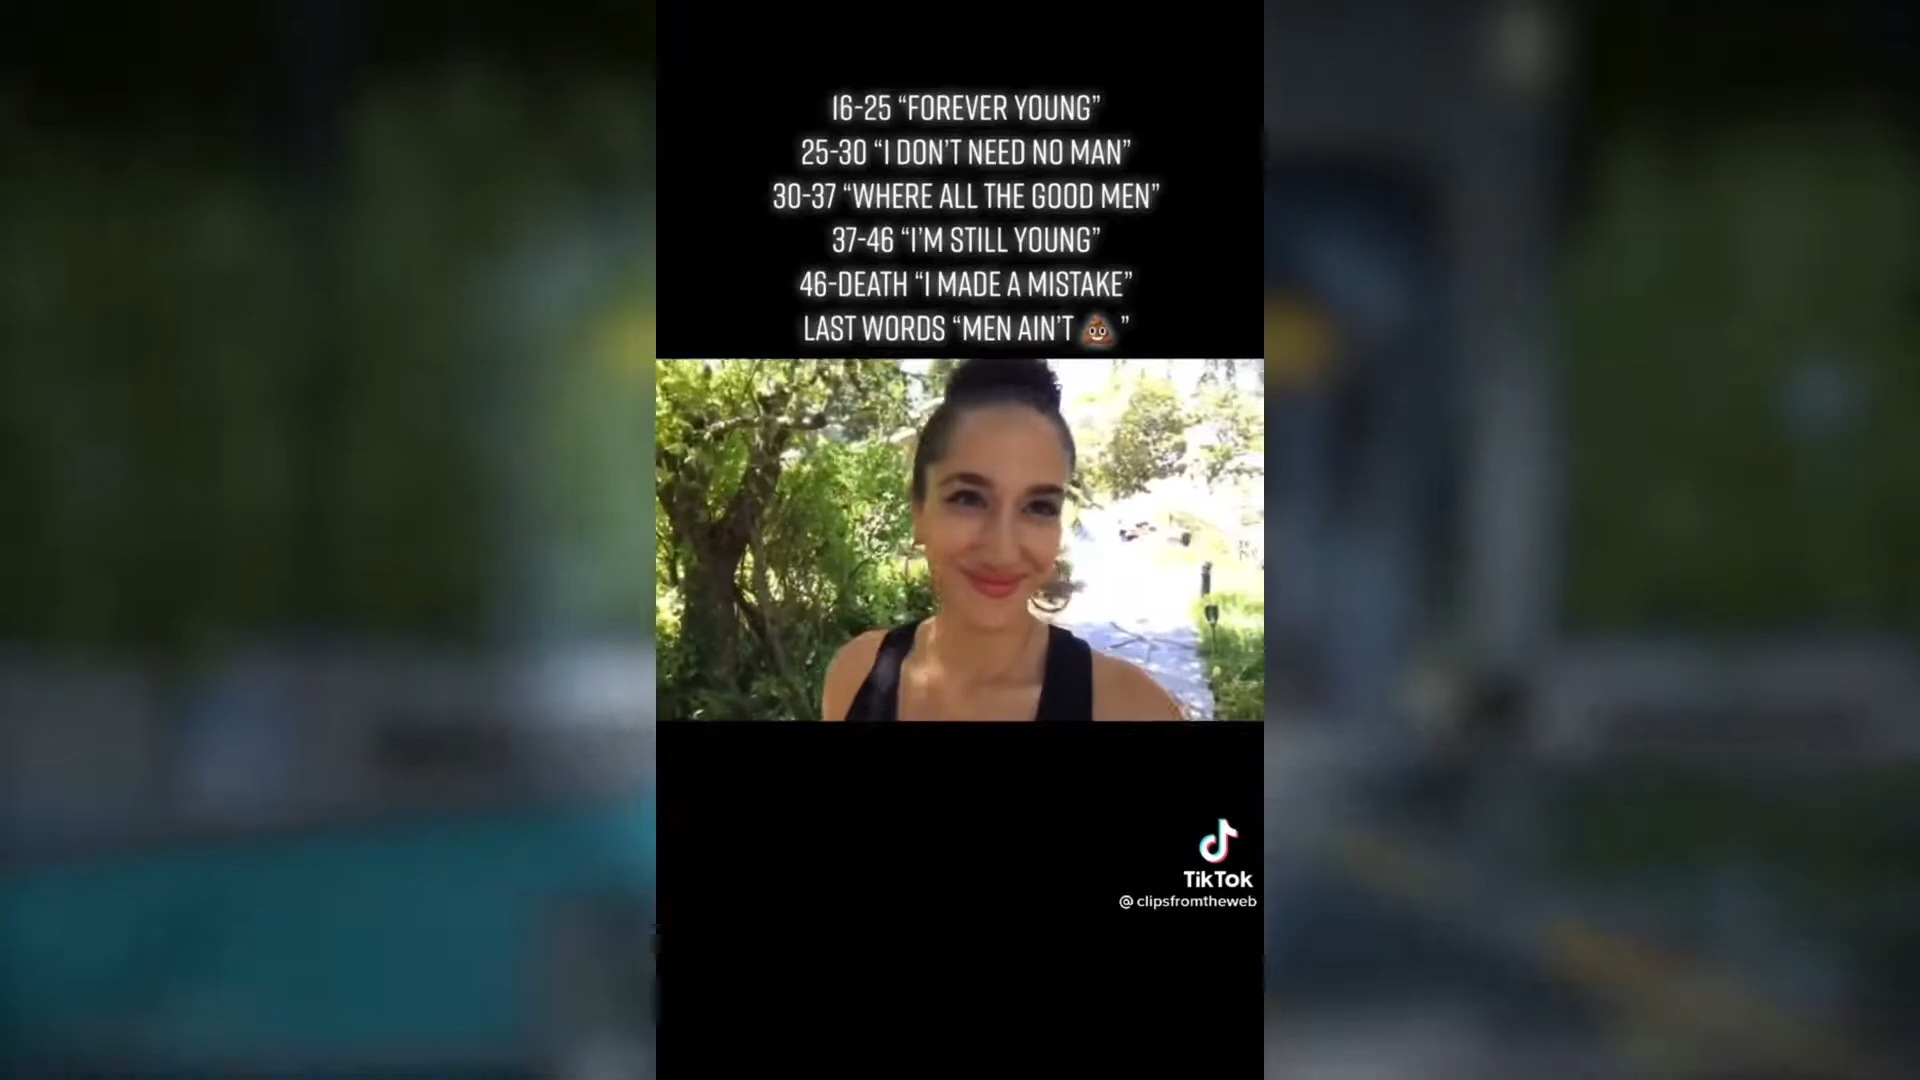 16-25 “FOREVER YOUNG”
25-30 “I DON’T NEED NO MAN”
30-37 “WHERE ALL THE GOOD MEN”
37-46 “I’M STILL YOUNG”
46-DEATH “I MADE A MISTAKE”
LAST WORDS “MEN AIN’T 💩 ”
TikTok
@clipsfromtheweb